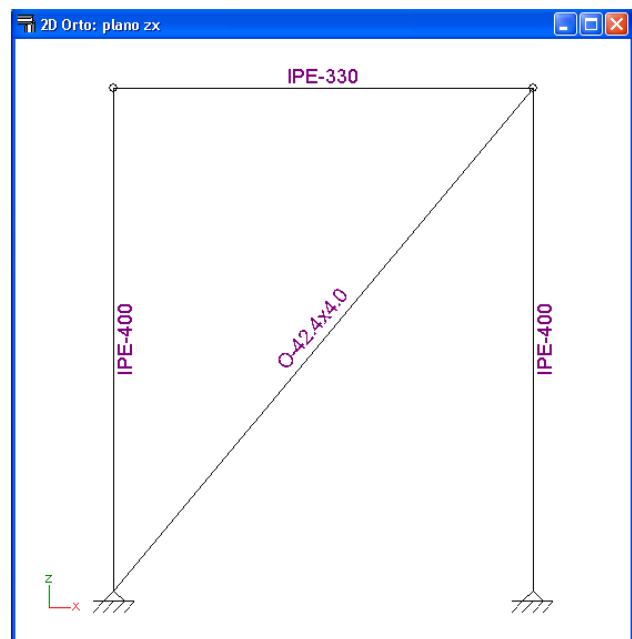 2D Orto: plano zx
IPE-330
IPE-400
O-42.4x4.0
IPE-400
z
x